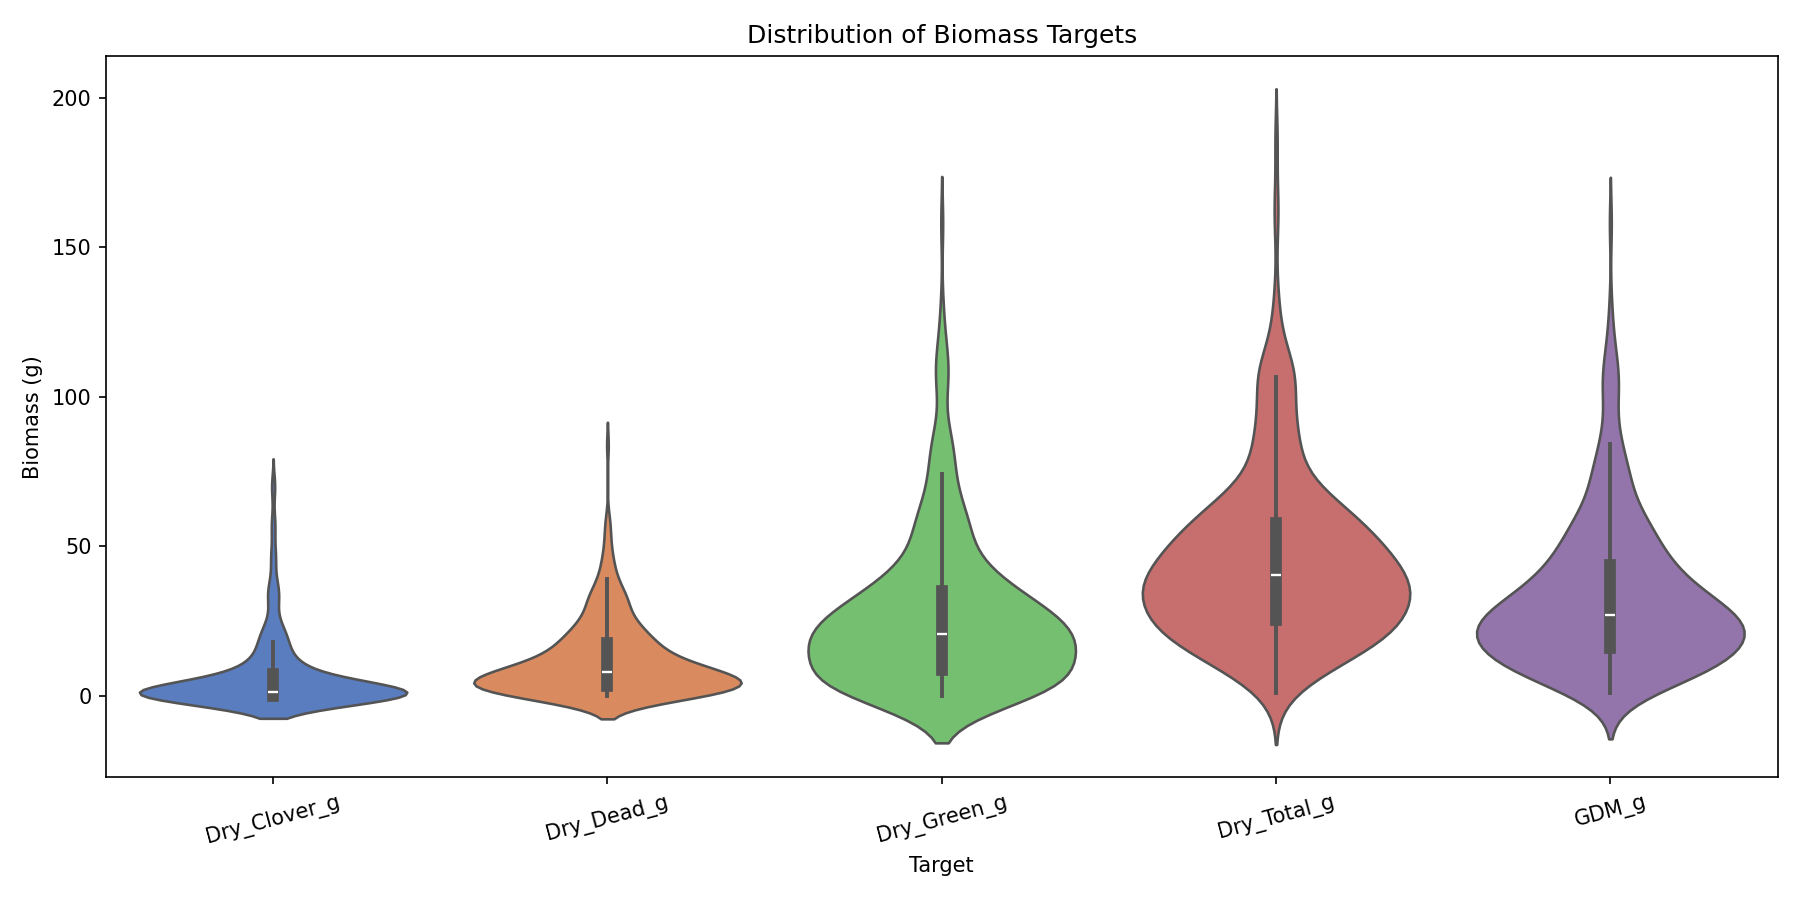 Distribution of Biomass Targets
200
150
100
50
0
Biomass (g)
Dry_Clover_g
Dry_Dead_g
Dry_Green_g
Dry_Total_g
GDM_g
Target